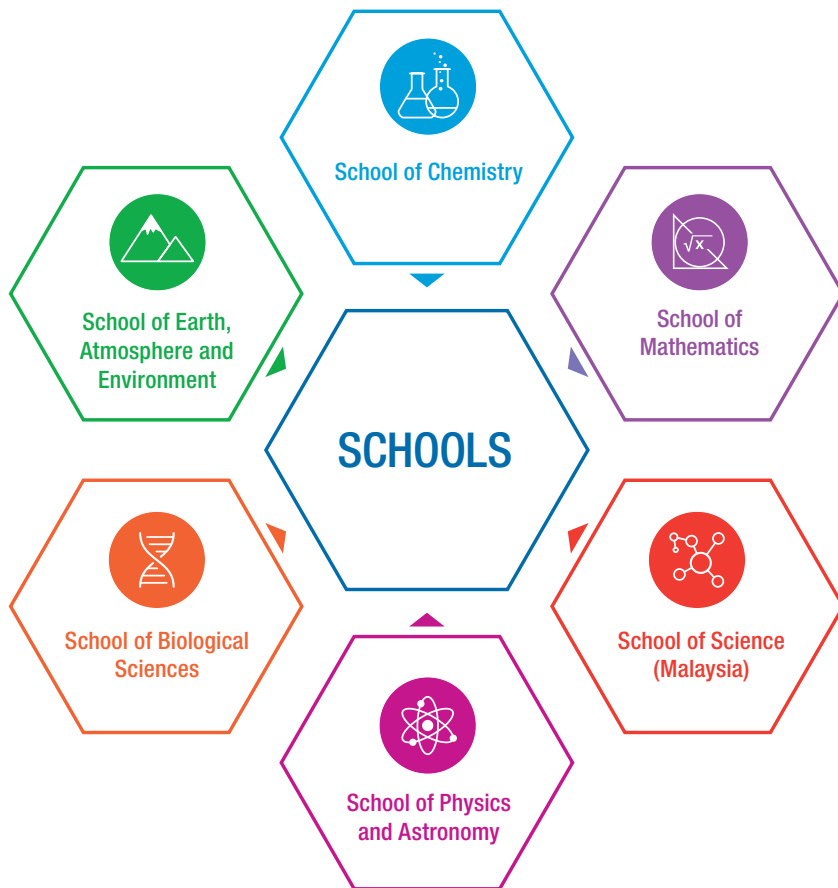 School of Chemistry
School of Earth,
Atmosphere and
Environment
√x
School of
Mathematics
SCHOOLS
School of Biological
Sciences
School of Science
(Malaysia)
School of Physics
and Astronomy